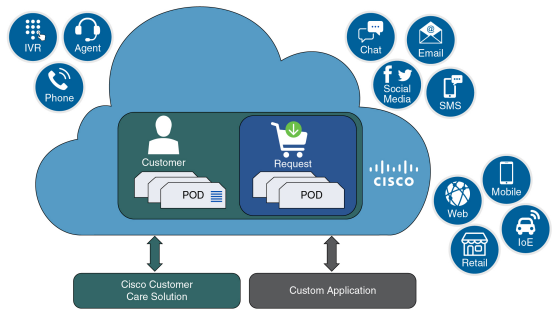 IVR
Agent
Phone
Chat
Email
Social
Media
SMS
Customer
Request
POD
POD
CISCO
Mobile
Web
IoE
Retail
Cisco Customer
Care Solution
Custom Application